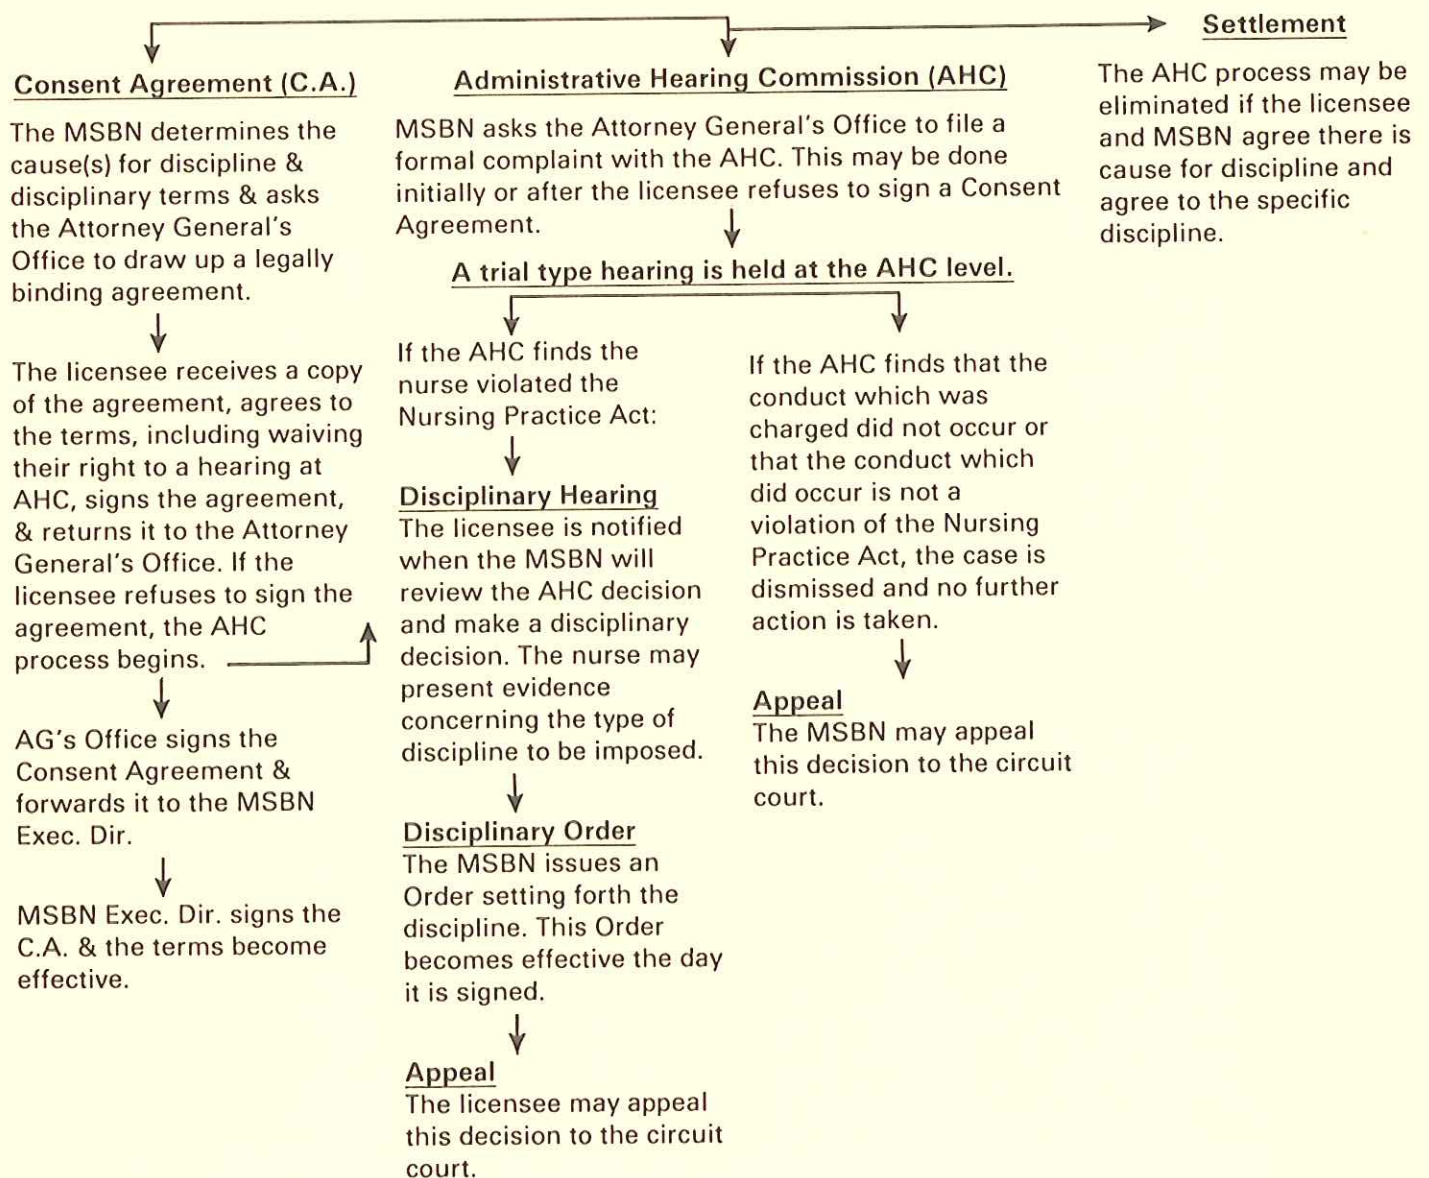 Consent Agreement (C.A.)
The MSBN determines the
cause(s) for discipline &
disciplinary terms & asks
the Attorney General's
Office to draw up a legally
binding agreement.
The licensee receives a copy
of the agreement, agrees to
the terms, including waiving
their right to a hearing at
AHC, signs the agreement,
& returns it to the Attorney
General's Office. If the
licensee refuses to sign the
agreement, the AHC
process begins.
AG's Office signs the
Consent Agreement &
forwards it to the MSBN
Exec. Dir.
MSBN Exec. Dir. signs the
C.A. & the terms become
effective.
Administrative Hearing Commission (AHC)
MSBN asks the Attorney General's Office to file a
formal complaint with the AHC. This may be done
initially or after the licensee refuses to sign a Consent
Agreement.
A trial type hearing is held at the AHC level.
If the AHC finds the
nurse violated the
Nursing Practice Act:
Disciplinary Hearing
The licensee is notified
when the MSBN will
review the AHC decision
and make a disciplinary
decision. The nurse may
present evidence
concerning the type of
discipline to be imposed.
Disciplinary Order
The MSBN issues an
Order setting forth the
discipline. This Order
becomes effective the day
it is signed.
Appeal
The licensee may appeal
this decision to the circuit
court.
If the AHC finds that the
conduct which was
charged did not occur or
that the conduct which
did occur is not a
violation of the Nursing
Practice Act, the case is
dismissed and no further
action is taken.
Appeal
The MSBN may appeal
this decision to the circuit
court.
Settlement
The AHC process may be
eliminated if the licensee
and MSBN agree there is
cause for discipline and
agree to the specific
discipline.